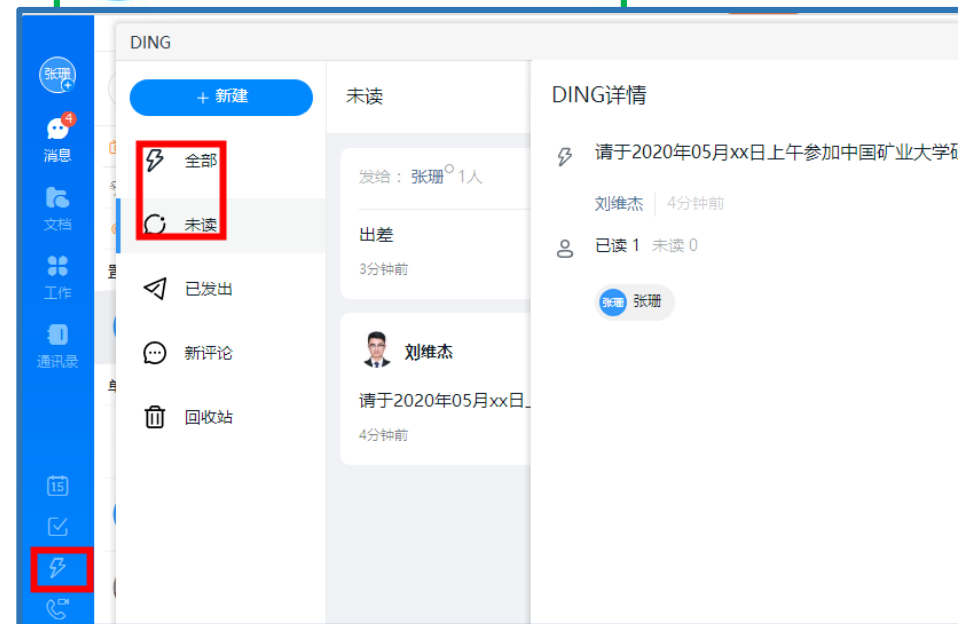 DING
张珊
4
消息
文档
工作
通讯录
15
+ 新建
全部
未读
已发出
新评论
回收站
未读
发给：张珊 1人
出差
3分钟前
刘维杰
请于2020年05月xx日
4分钟前
DING详情
请于2020年05月xx日上午参加中国矿业大学
刘维杰 4分钟前
已读 1 未读 0
张珊 张珊